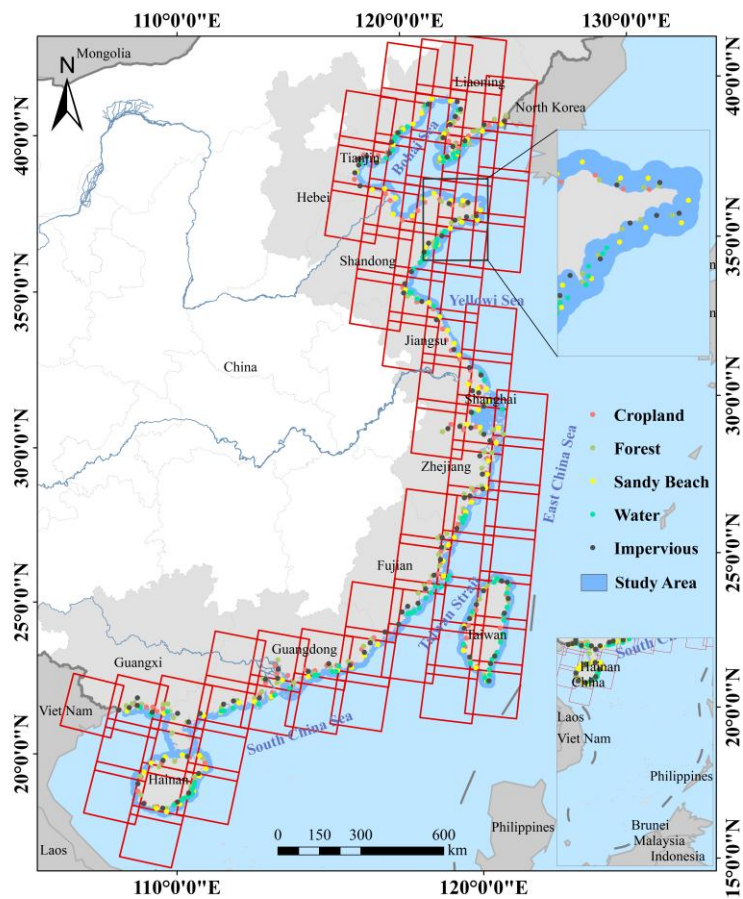 110°0'0"E
120°0'0"E
130°0'0"E
Mongolia
N
Liaoning
North Korea
40°0'0"N
40°0'0"N
Bohai Sea
Tianjin
Hebei
Shandong
35°0'0"N
35°0'0"N
Yellowi Sea
Jiangsu
China
Shanghai
30°0'0"N
30°0'0"N
Zhejiang
East China Sea
Cropland
Forest
Sandy Beach
Water
Impervious
Study Area
Fujian
25°0'0"N
25°0'0"N
Taiwan Strait
Taiwan
Guangdong
Guangxi
South China Sea
Viet Nam
20°0'0"N
20°0'0"N
Hainan
Laos
0 150 300 600
km
Philippines
South C
Hainan
China
Laos
Viet Nam
Philippines
Brunei
Malaysia
Indonesia
15°0'0"N
110°0'0"E
120°0'0"E